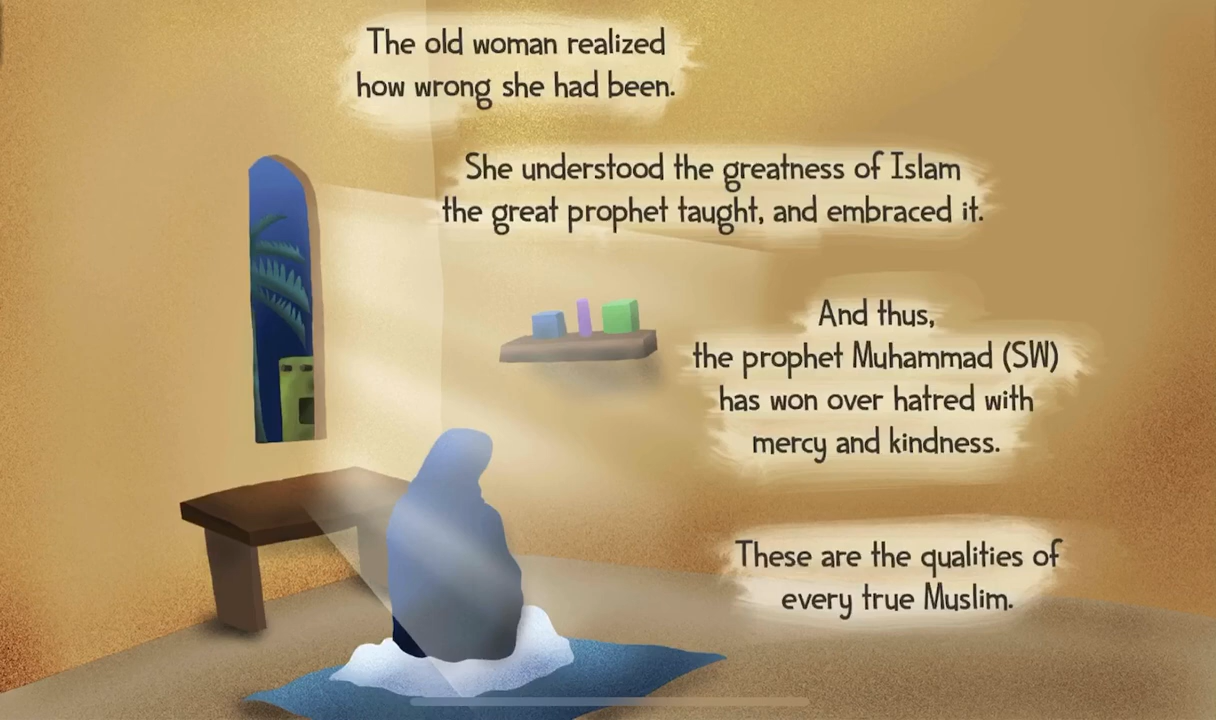 The old woman realized
how wrong she had been.
She understood the greatness of Islam
the great prophet taught, and embraced it.
And thus,
the prophet Muhammad (SW)
has won over hatred with
mercy and kindness.
These are the qualities of
every true Muslim.